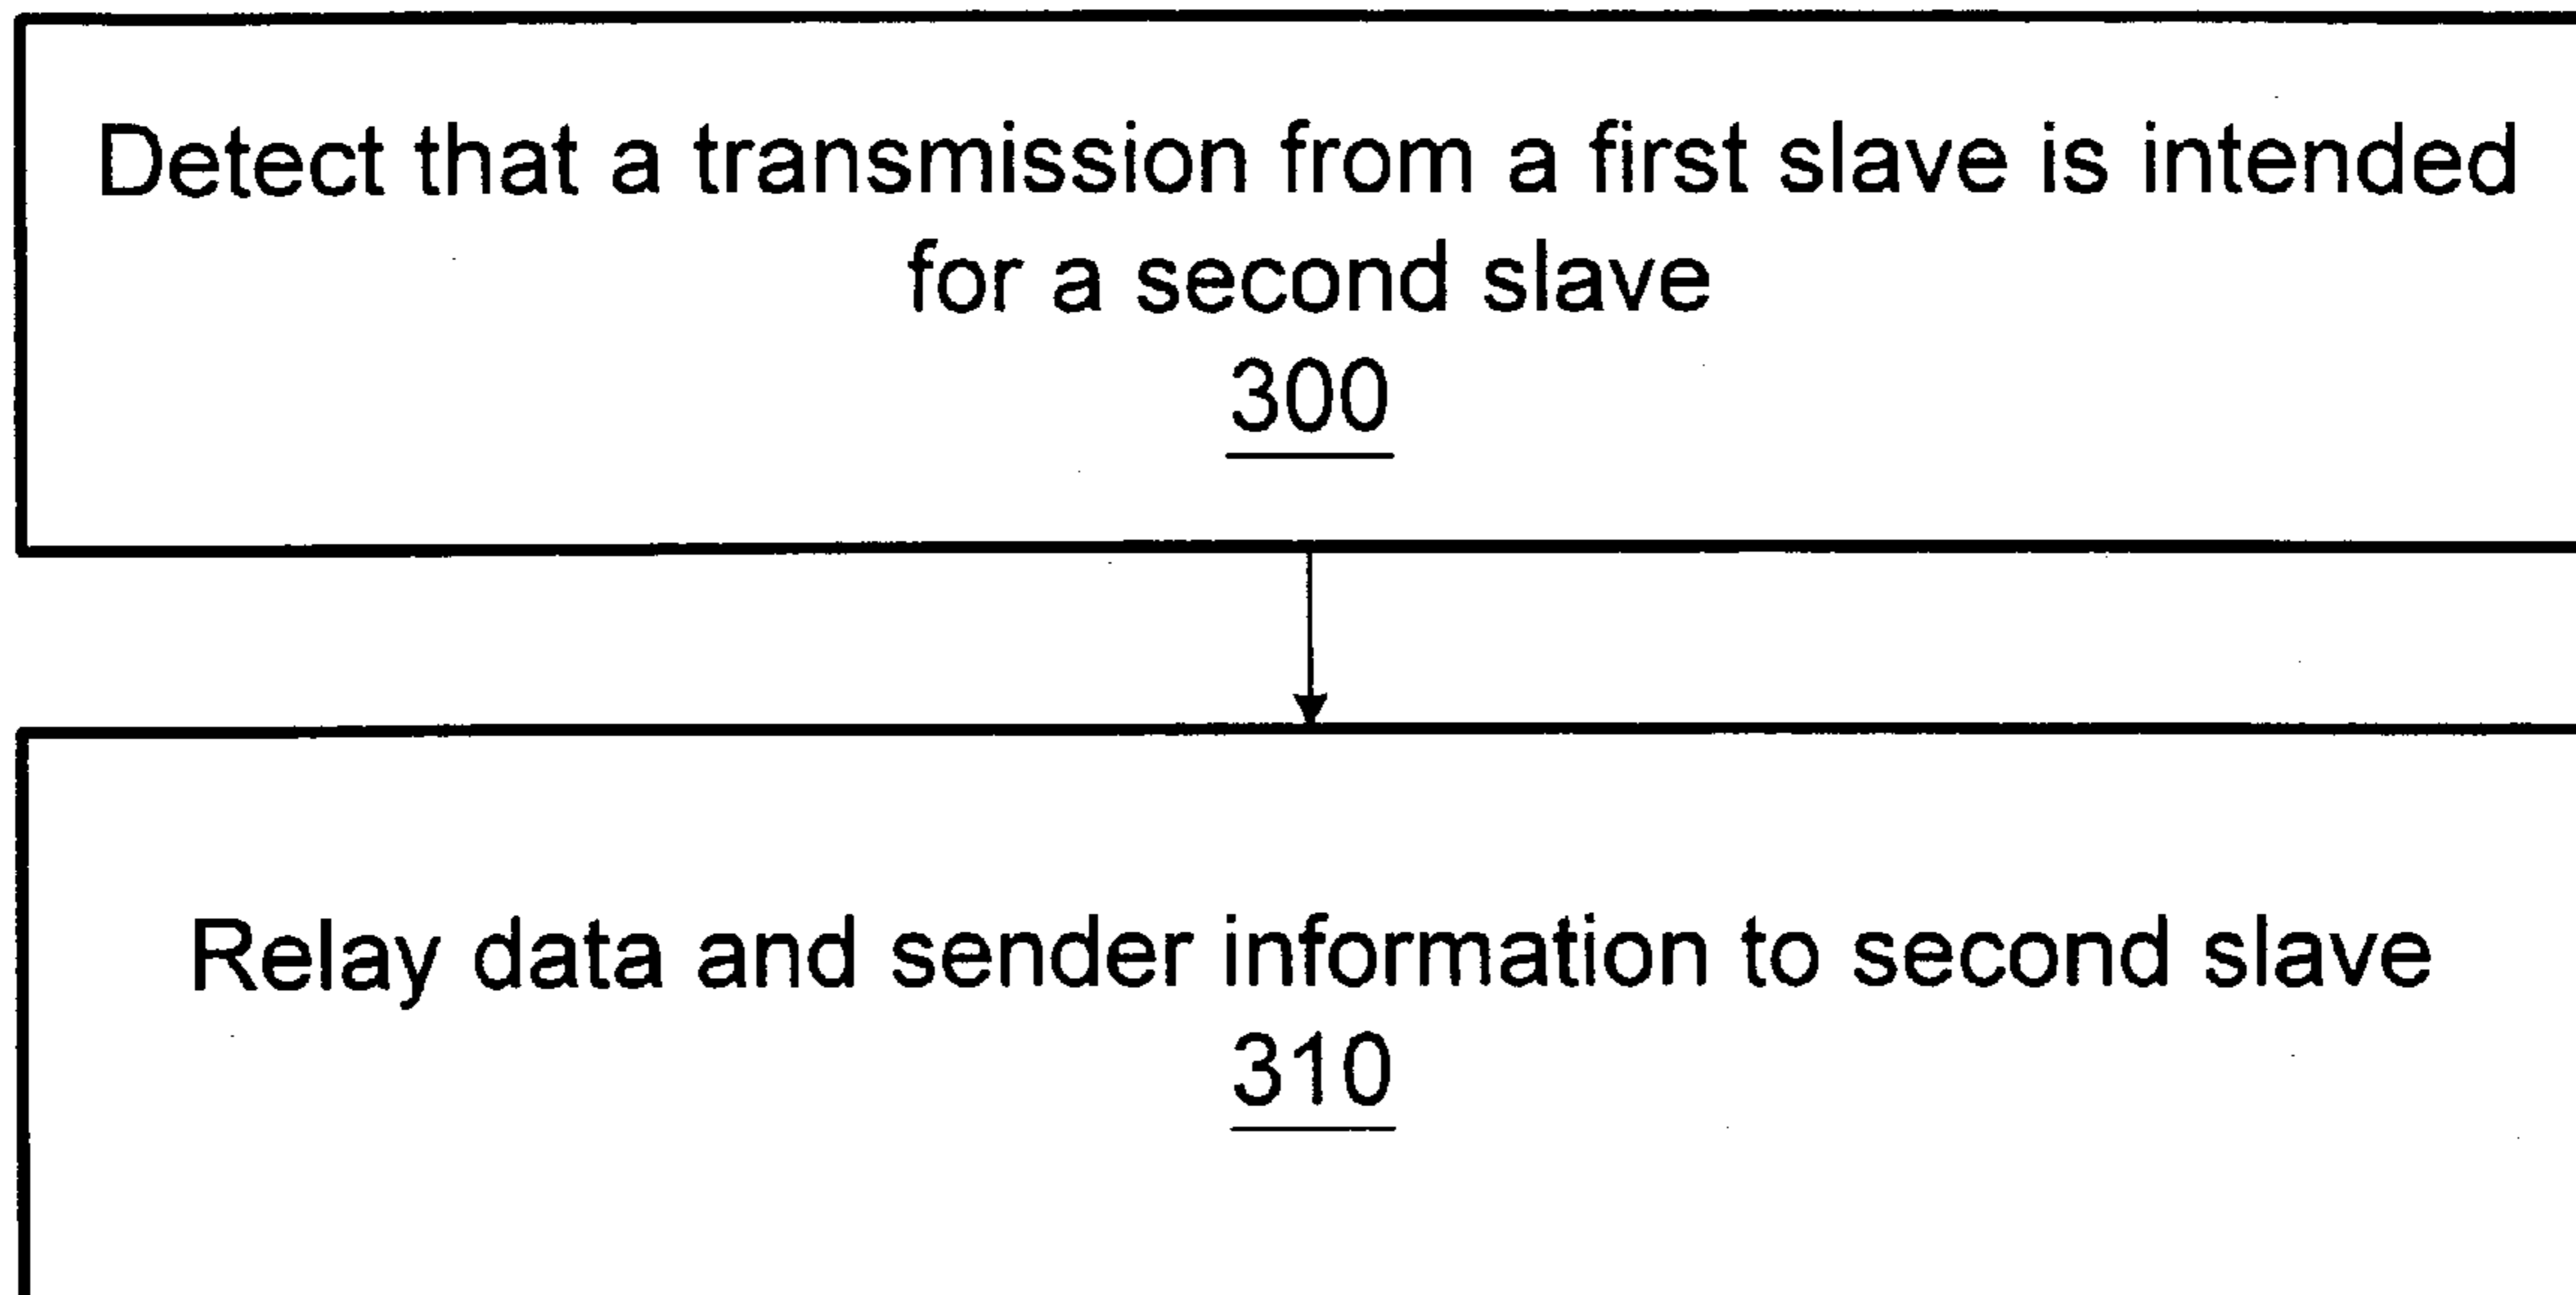 Detect that a transmission from a first slave is intended
for a second slave
300
Relay data and sender information to second slave
310